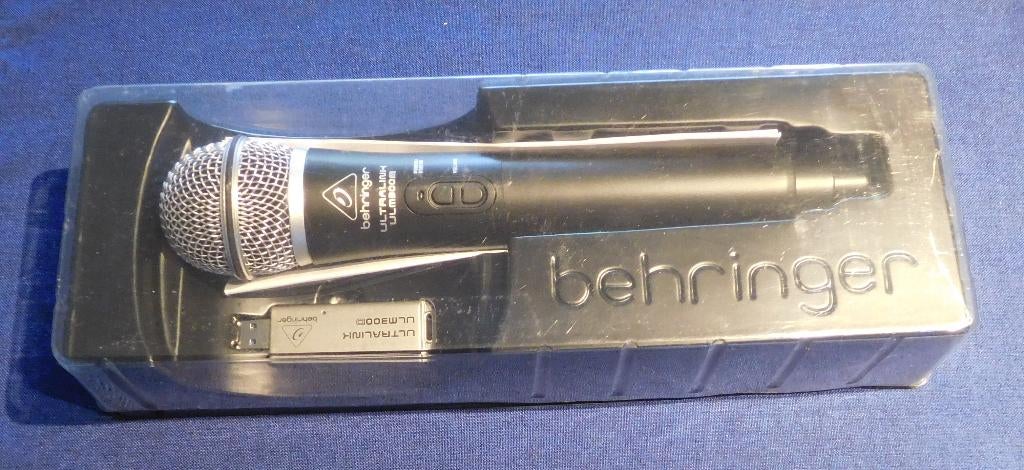 behringer
ULTRALINK
ULM300M
behringer
behringer
ULTRALINK
ULM300D